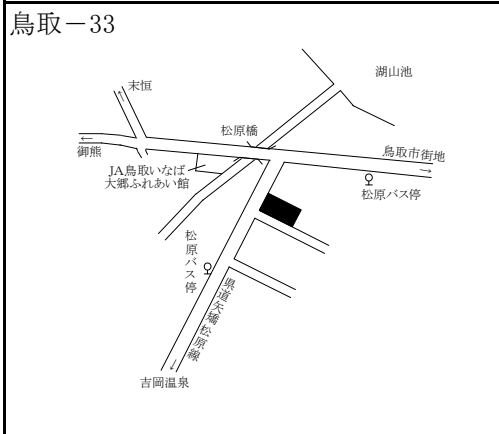 鳥取－33
末恒
湖山池
松原橋
御熊
鳥取市街地
JA鳥取いなば
大郷ふれあい館
松原バス停
松原バス停
県道矢矯松原線
吉岡温泉